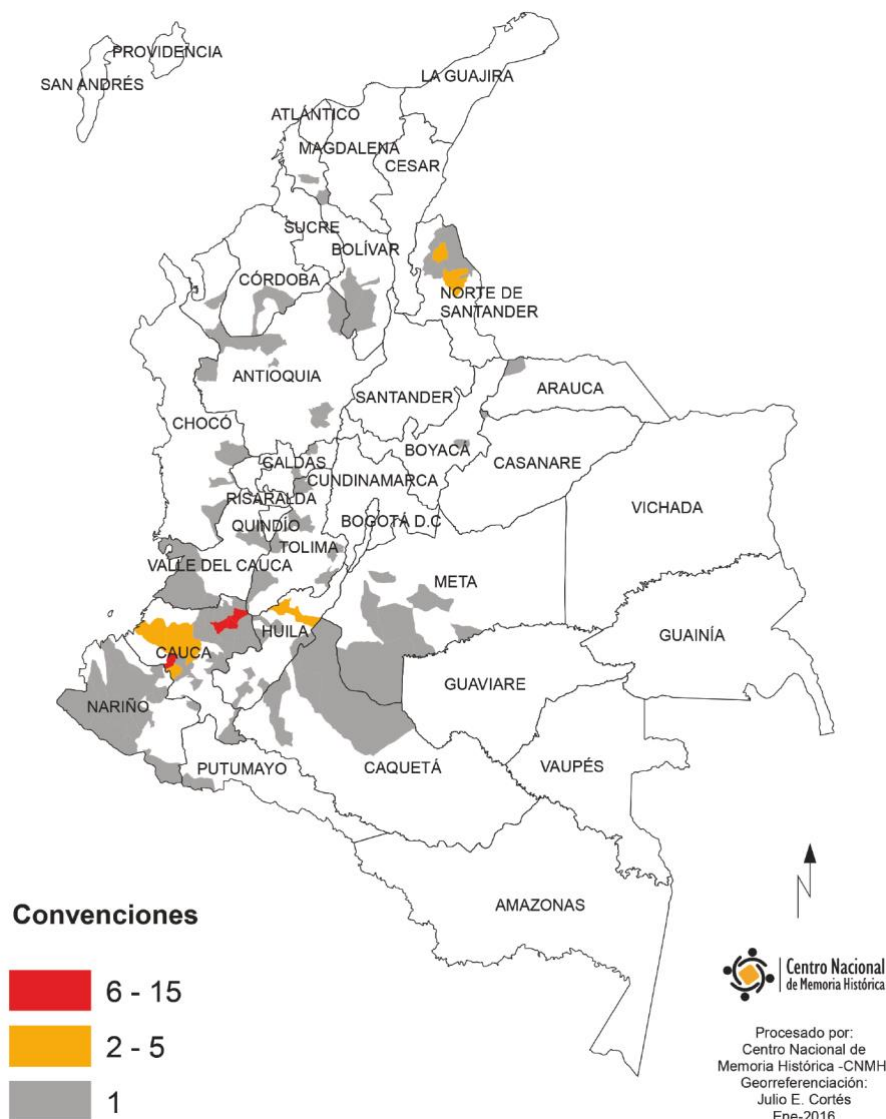 PROVIDENCIA
SAN ANDRÉS
LA GUAJIRA
ATLÁNTICO
MAGDALENA
CESAR
SUCRE
BOLÍVAR
CÓRDOBA
NORTE DE
SANTANDER
ANTIOQUIA
SANTANDER
ARAUCA
CHOCÓ
BOYACÁ
CALDAS
CASANARE
CUNDINAMARCA
RISARALDA
VICHADA
QUINDÍO
BOGOTÁ D.C
TOLIMA
VALLE DEL CAUCA
META
HUILA
GUAINÍA
CAUCA
GUAVIARE
NARIÑO
PUTUMAYO
CAQUETÁ
VAUPÉS
AMAZONAS
N
Convenciones
6 - 15
2 - 5
1
Centro Nacional
de Memoria Histórica
Procesado por:
Centro Nacional de
Memoria Histórica -CNMH
Georreferenciación:
Julio E. Cortés
Ene-2016